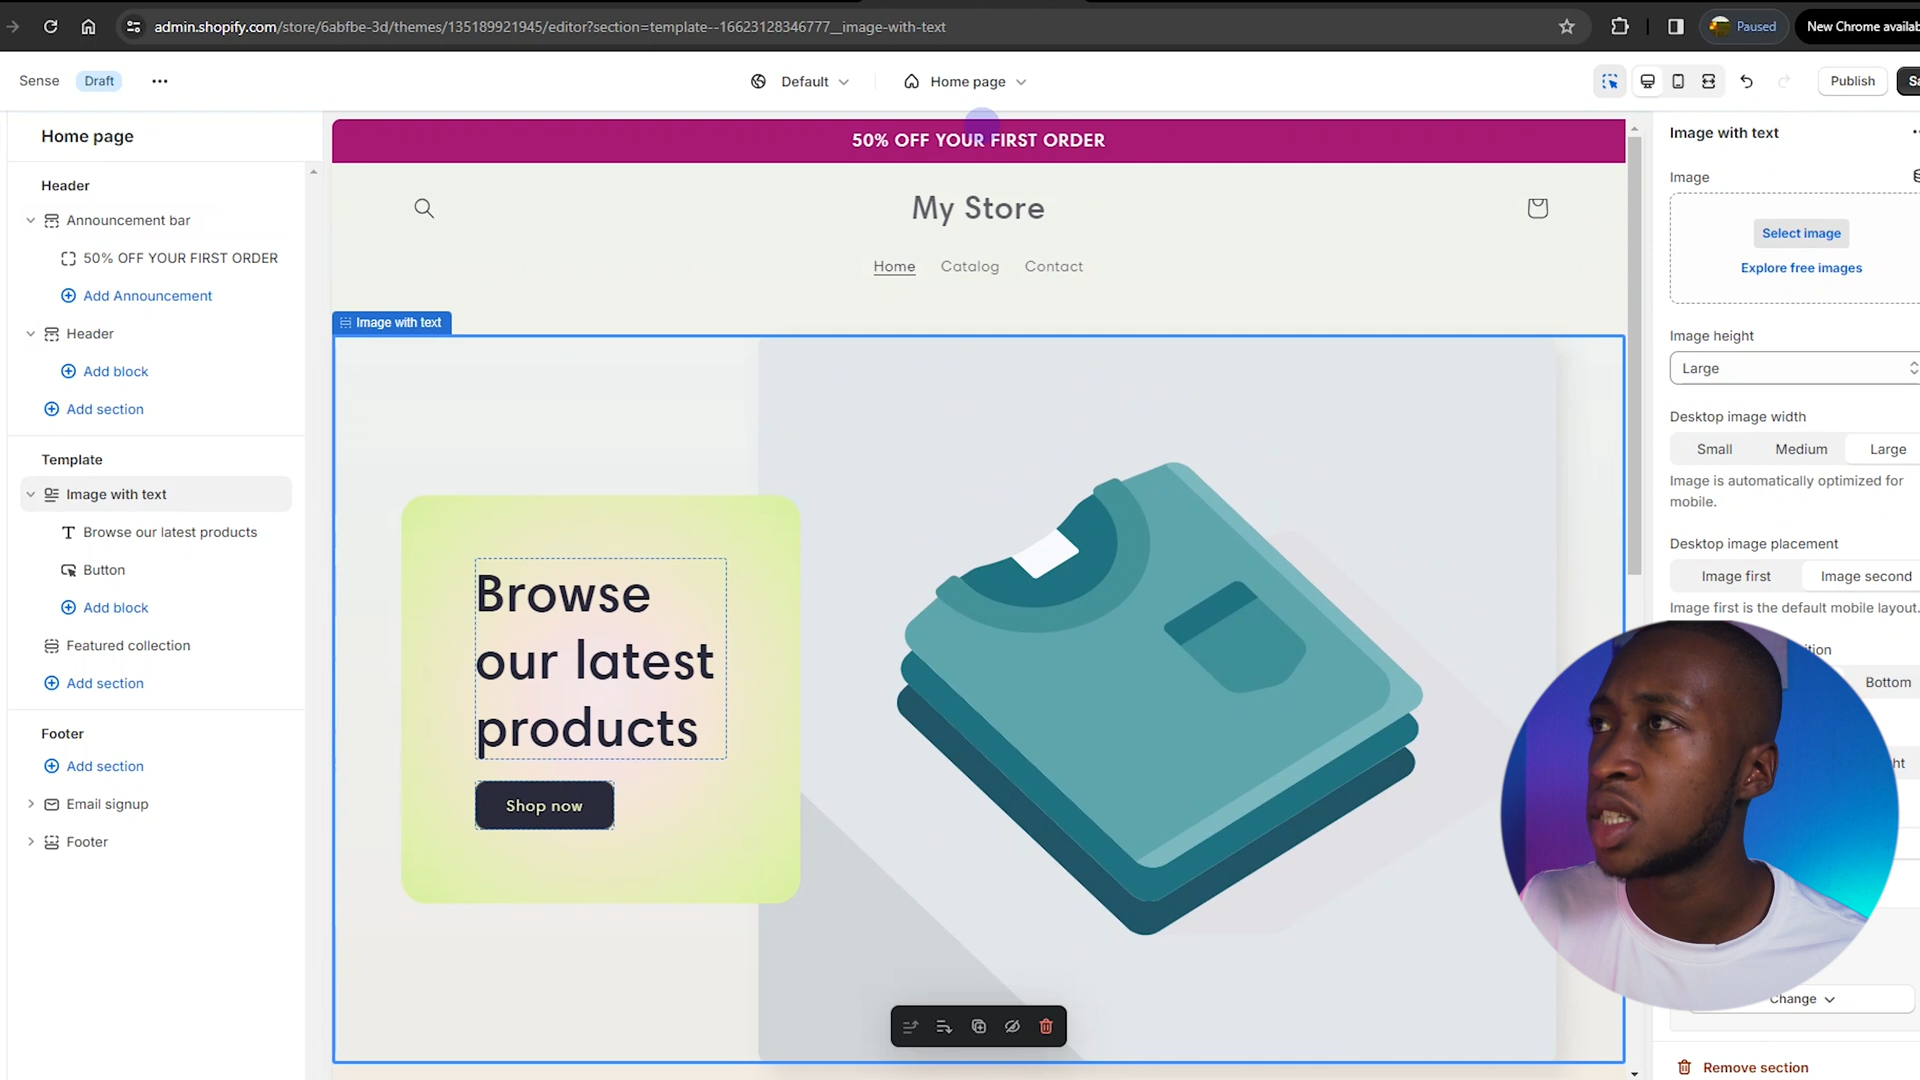 admin.shopify.com/store/6abfbe-3d/themes/135189921945/editor?section=template--16623128346777__image-with-text
Paused
New Chrome availab
Sense
Draft
Default
Home page
Publish
Sa
Home page
Header
Announcement bar
50% OFF YOUR FIRST ORDER
Add Announcement
Header
Add block
Add section
Template
Image with text
Browse our latest products
Button
Add block
Featured collection
Add section
Footer
Add section
Email signup
Footer
50% OFF YOUR FIRST ORDER
My Store
Home
Catalog
Contact
Image with text
Browse
our latest
products
Shop now
Image with text
Image
Select image
Explore free images
Image height
Large
Desktop image width
Small
Medium
Large
Image is automatically optimized for
mobile.
Desktop image placement
Image first
Image second
Image first is the default mobile layout.
ition
Bottom
ht
Change
Remove section